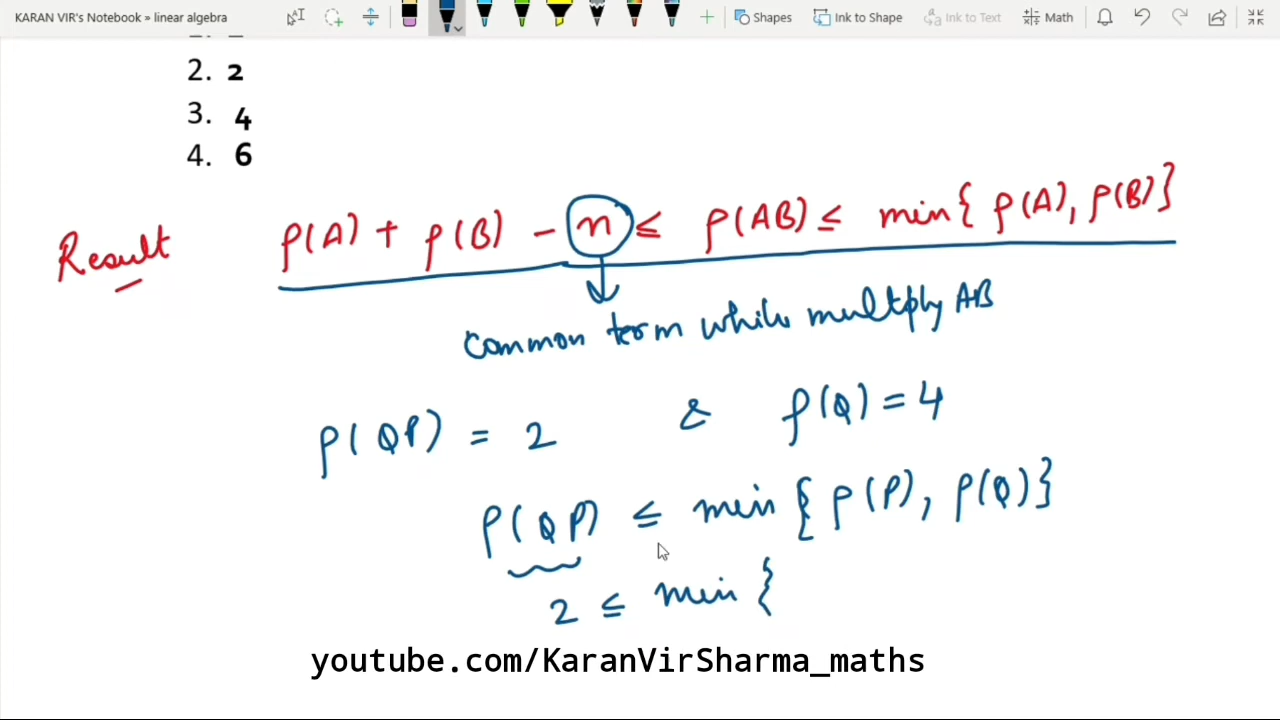 KARAN VIR's Notebook » linear algebra
Shapes Ink to Shape Ink to Text Math
2. 2
3. 4
4. 6
Result ρ(A) + ρ(B) - n ≤ ρ(AB) ≤ min{ ρ(A), ρ(B)}
common term while multply AB
ρ(QP) = 2 & ρ(Q) = 4
ρ(QP) ≤ min { ρ(P), ρ(Q)}
2 ≤ min {
youtube.com/KaranVirSharma_maths